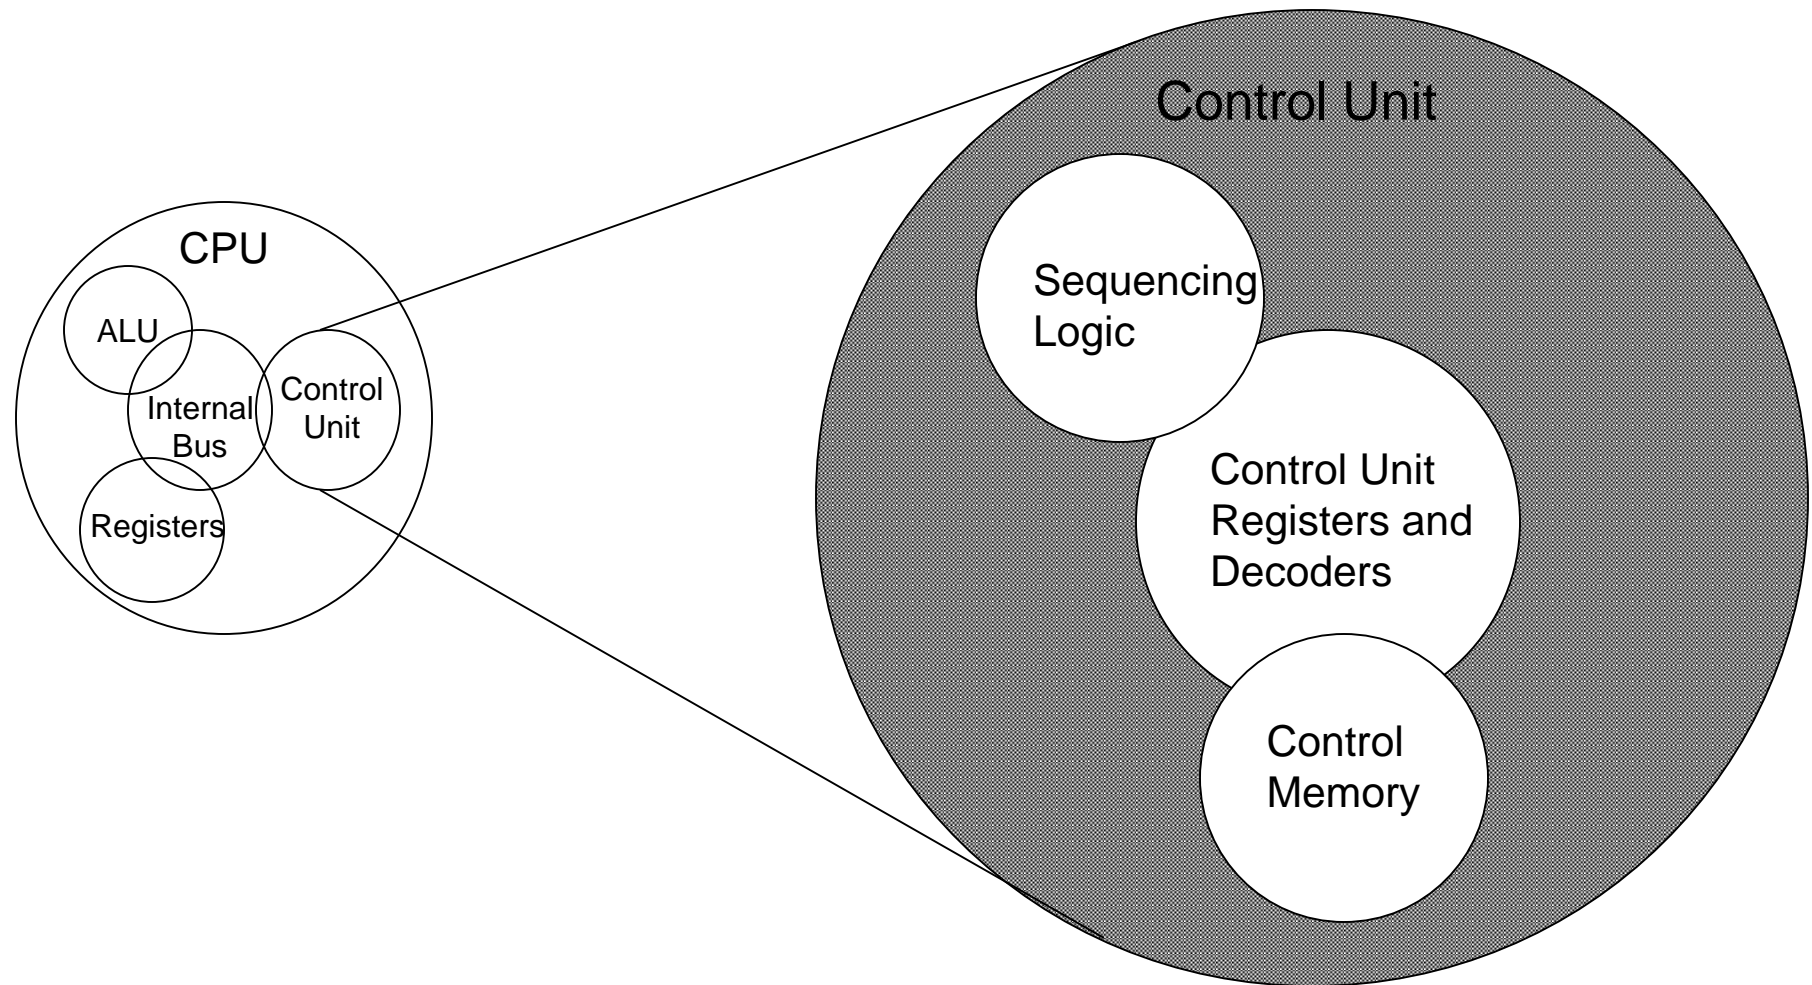 CPU
ALU
Internal
Bus
Control
Unit
Registers
Control Unit
Sequencing
Logic
Control Unit
Registers and
Decoders
Control
Memory